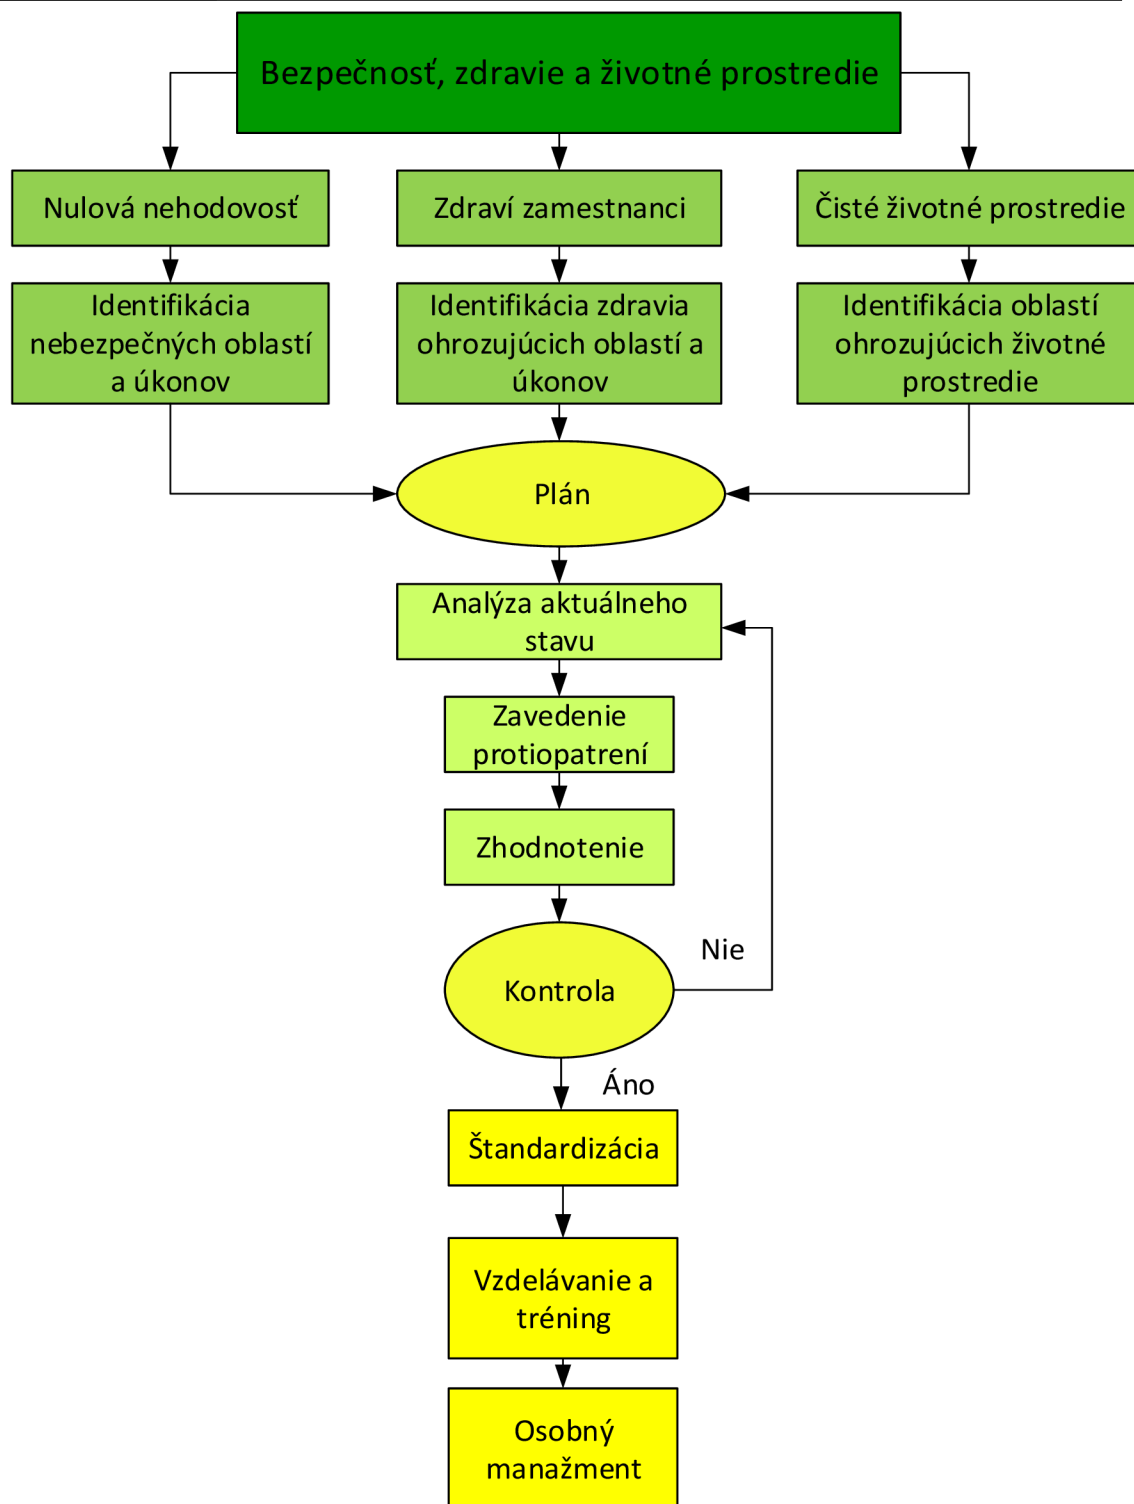 Bezpečnosť, zdravie a životné prostredie
Nulová nehodovosť
Zdraví zamestnanci
Čisté životné prostredie
Identifikácia
nebezpečných oblastí
a úkonov
Identifikácia zdravia
ohrozujúcich oblastí a
úkonov
Identifikácia oblastí
ohrozujúcich životné
prostredie
Plán
Analýza aktuálneho
stavu
Zavedenie
protiopatrení
Zhodnotenie
Nie
Kontrola
Áno
Štandardizácia
Vzdelávanie a
tréning
Osobný
manažment